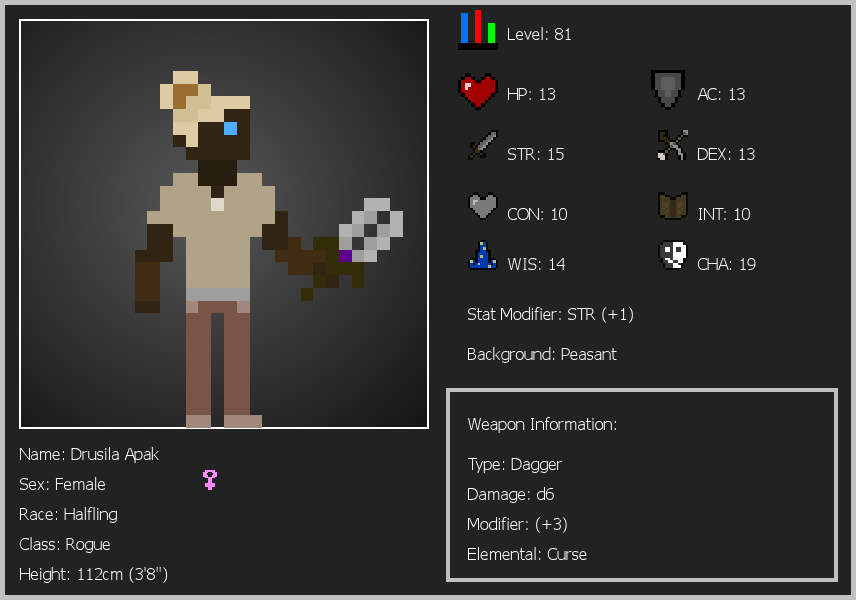 Level: 81
HP: 13
AC: 13
STR: 15
DEX: 13
CON: 10
INT: 10
WIS: 14
CHA: 19
Stat Modifier: STR (+1)
Background: Peasant
Weapon Information:
Type: Dagger
Damage: d6
Modifier: (+3)
Elemental: Curse
Name: Drusila Apak
Sex: Female
Race: Halfling
Class: Rogue
Height: 112cm (3'8")